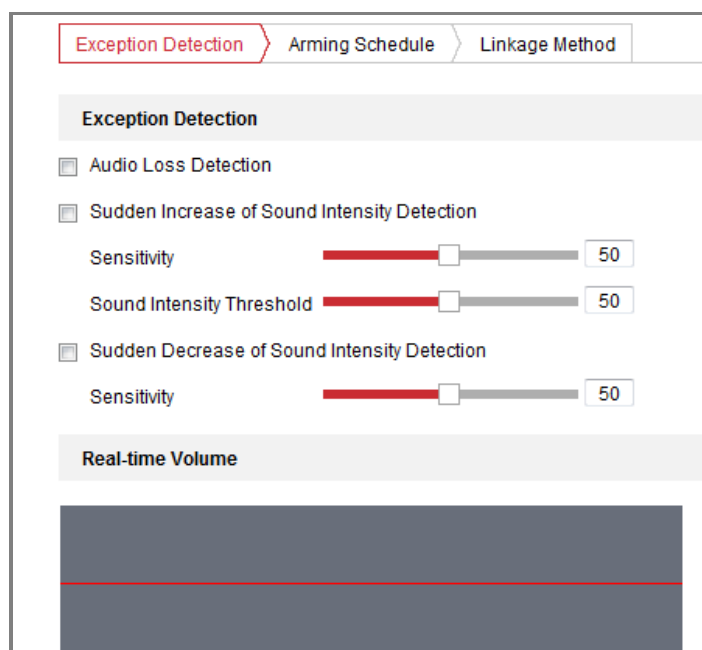 Exception Detection Arming Schedule Linkage Method
Exception Detection
Audio Loss Detection
Sudden Increase of Sound Intensity Detection
Sensitivity 50
Sound Intensity Threshold 50
Sudden Decrease of Sound Intensity Detection
Sensitivity 50
Real-time Volume